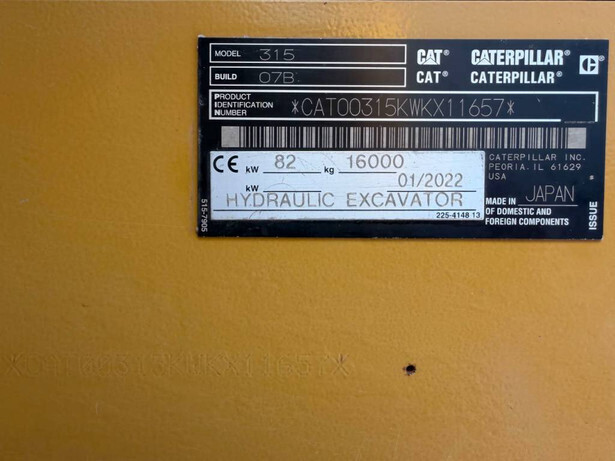 MODEL 315 CAT® CATERPILLAR® C
BUILD 07B CAT® CATERPILLAR®
PRODUCT
IDENTIFICATION *CAT00315KWKX11657*
NUMBER
CE kW 82 kg 16000
kW 01/2022
HYDRAULIC EXCAVATOR
225-4148 13
CATERPILLAR INC.
PEORIA. IL 61629
USA
MADE IN JAPAN
OF DOMESTIC AND
FOREIGN COMPONENTS
ISSUE
515-7905
*CAT00315KWKX11657*